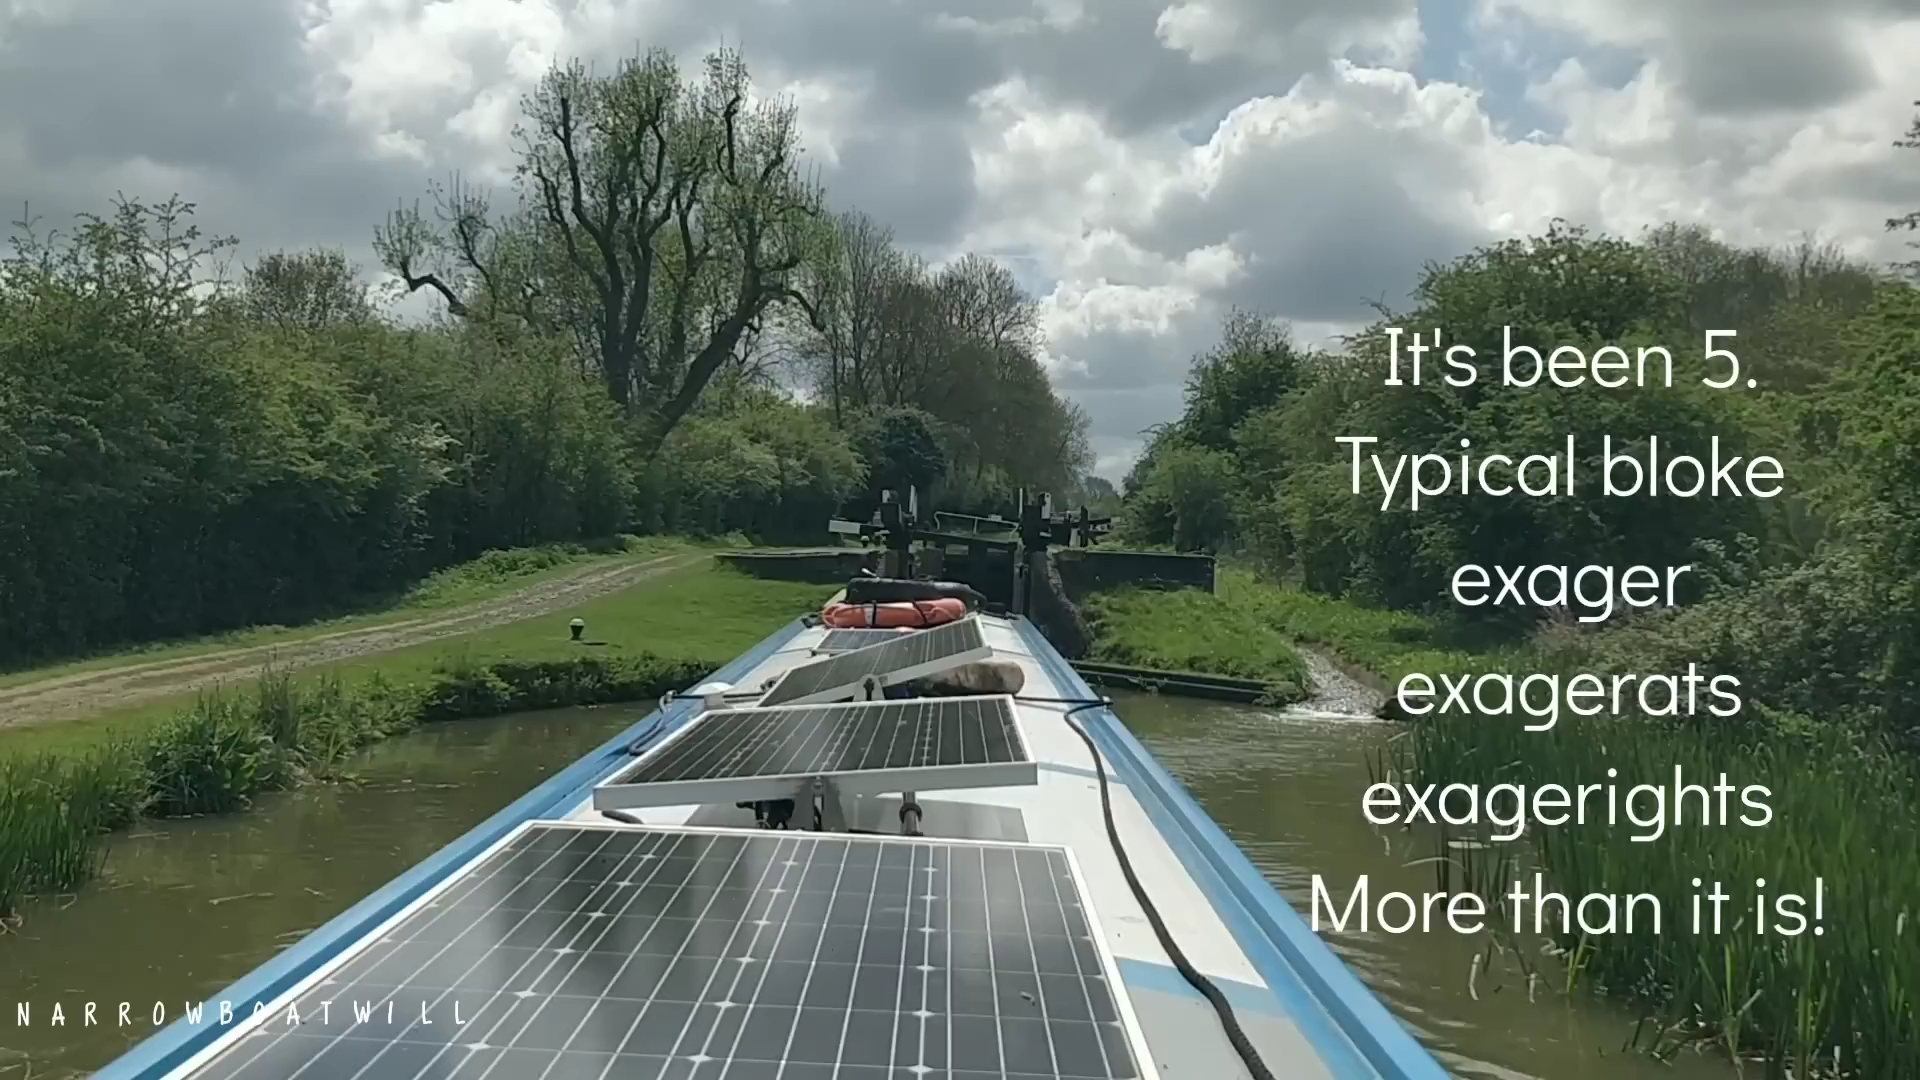 It's been 5.
Typical bloke
exager
exagerats
exagerights
More than it is!
NARROWBOATWILL